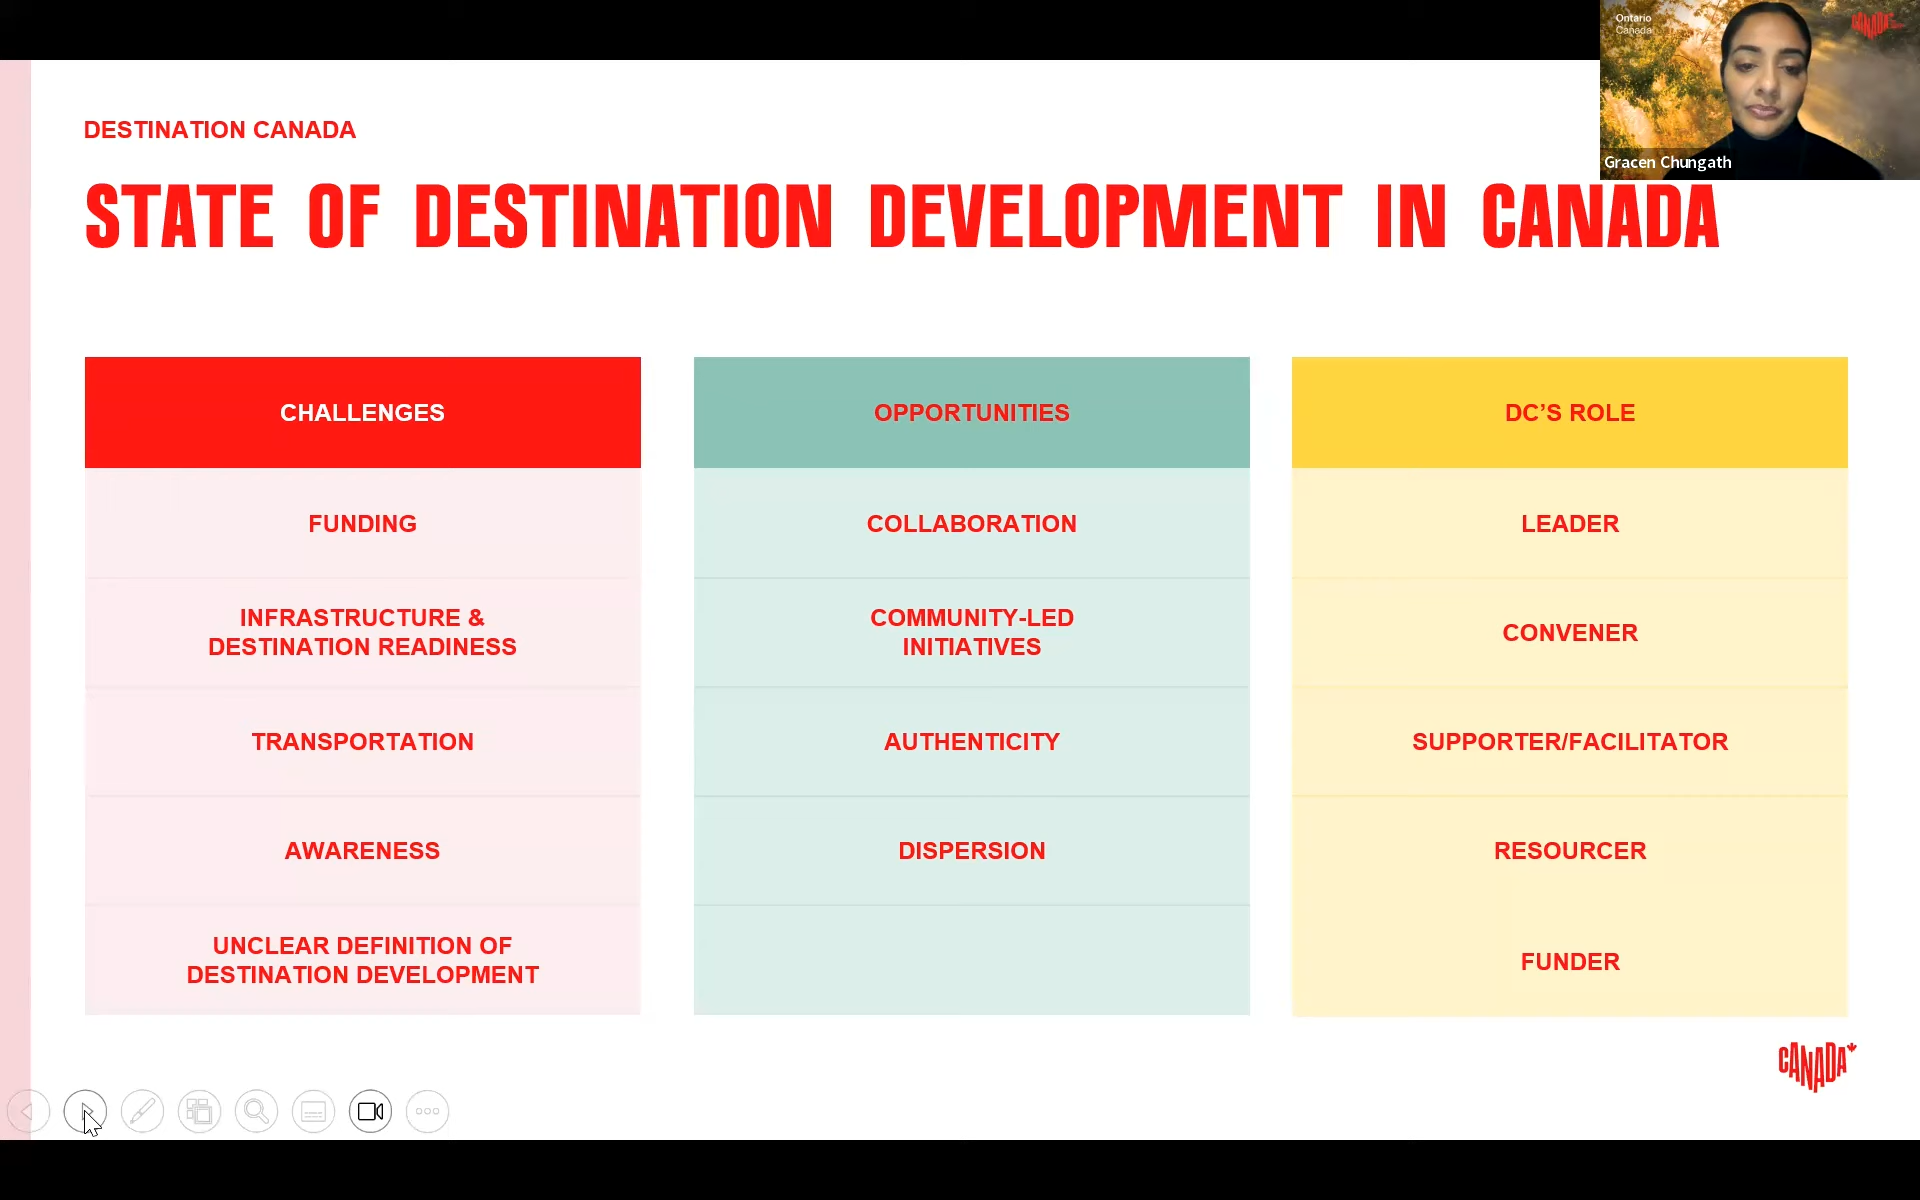 Ontario
Canada
CANADA
Gracen Chungath
DESTINATION CANADA
STATE OF DESTINATION DEVELOPMENT IN CANADA
CHALLENGES
FUNDING
INFRASTRUCTURE &
DESTINATION READINESS
TRANSPORTATION
AWARENESS
UNCLEAR DEFINITION OF
DESTINATION DEVELOPMENT
OPPORTUNITIES
COLLABORATION
COMMUNITY-LED
INITIATIVES
AUTHENTICITY
DISPERSION
DC’S ROLE
LEADER
CONVENER
SUPPORTER/FACILITATOR
RESOURCER
FUNDER
CANADA